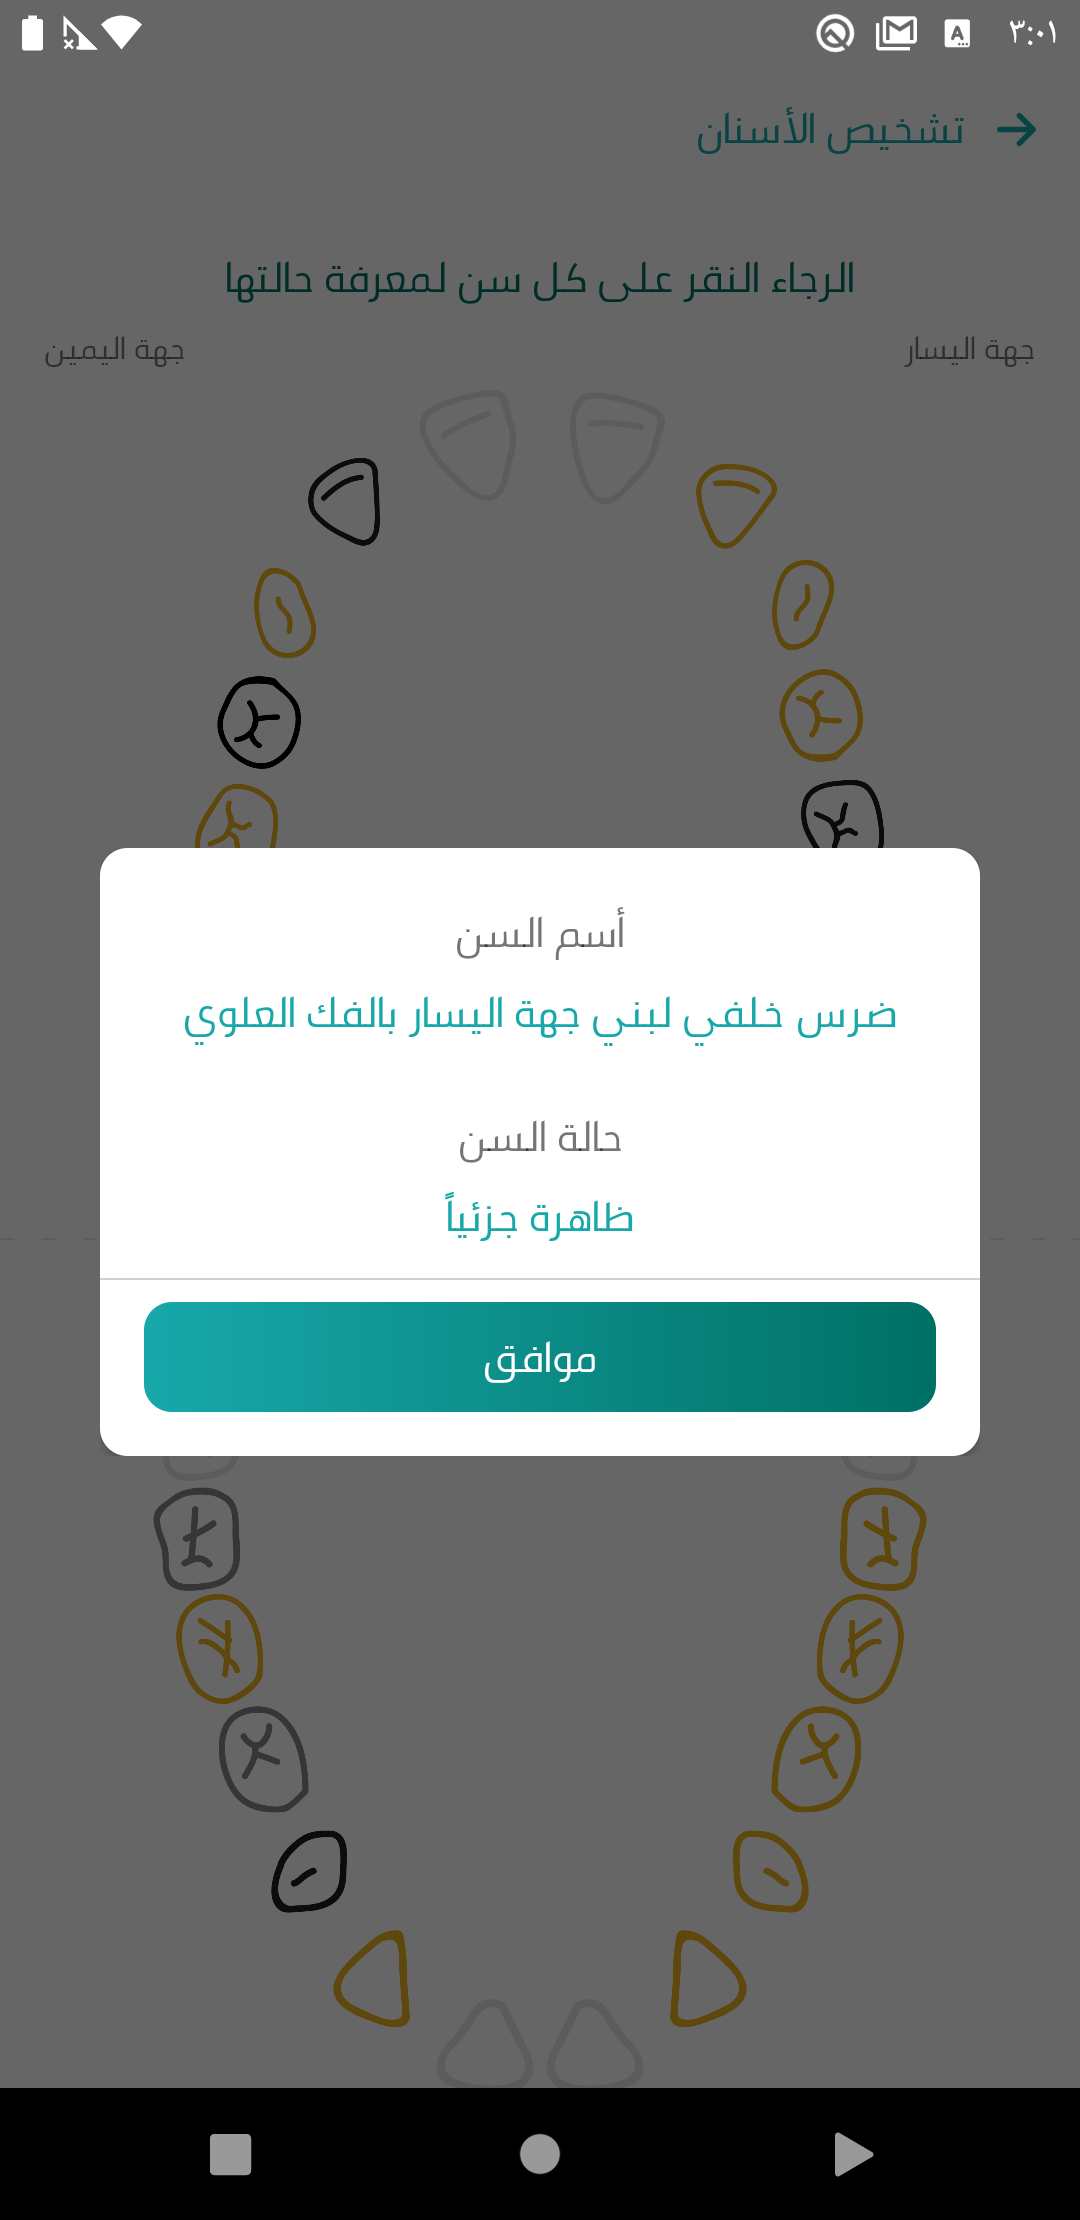 ٣:٠١
تشخيص الأسنان
الرجاء النقر على كل سن لمعرفة حالتها
جهة اليسار
جهة اليمين
أسم السن
ضرس خلفي لبني جهة اليسار بالفك العلوي
حالة السن
ظاهرة جزئياً
موافق